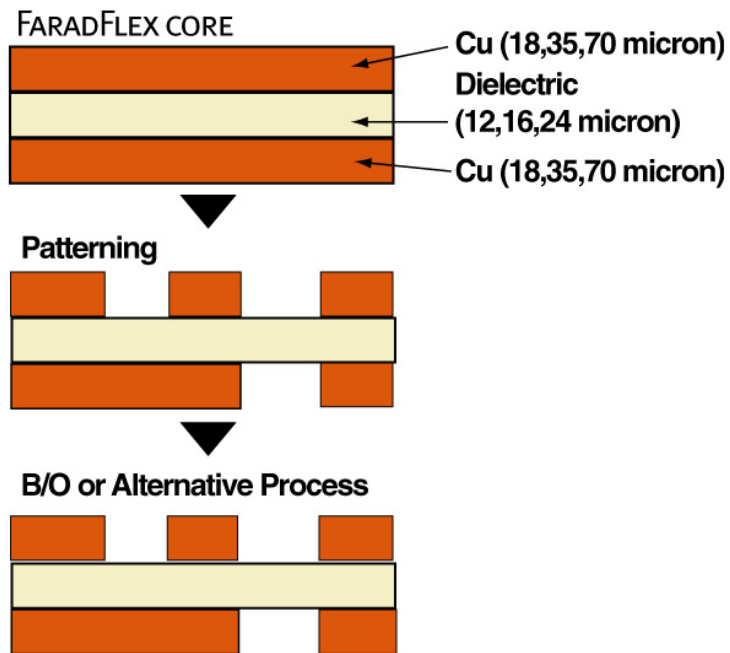 FARADFLEX CORE
Cu (18,35,70 micron)
Dielectric
(12,16,24 micron)
Cu (18,35,70 micron)
Patterning
B/O or Alternative Process